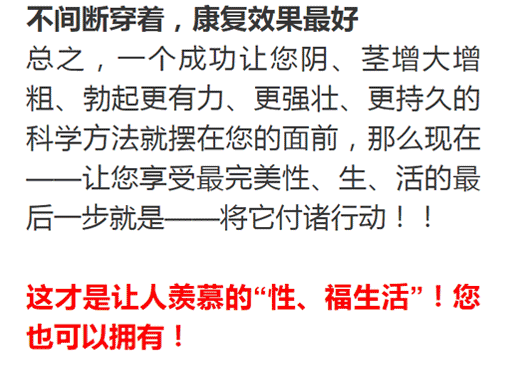 不间断穿着，康复效果最好
总之，一个成功让您阴、茎增大增
粗、勃起更有力、更强壮、更持久的
科学方法就摆在您的面前，那么现在
——让您享受最完美性、生、活的最
后一步就是——将它付诸行动！！
这才是让人羡慕的“性、福生活”！您
也可以拥有！